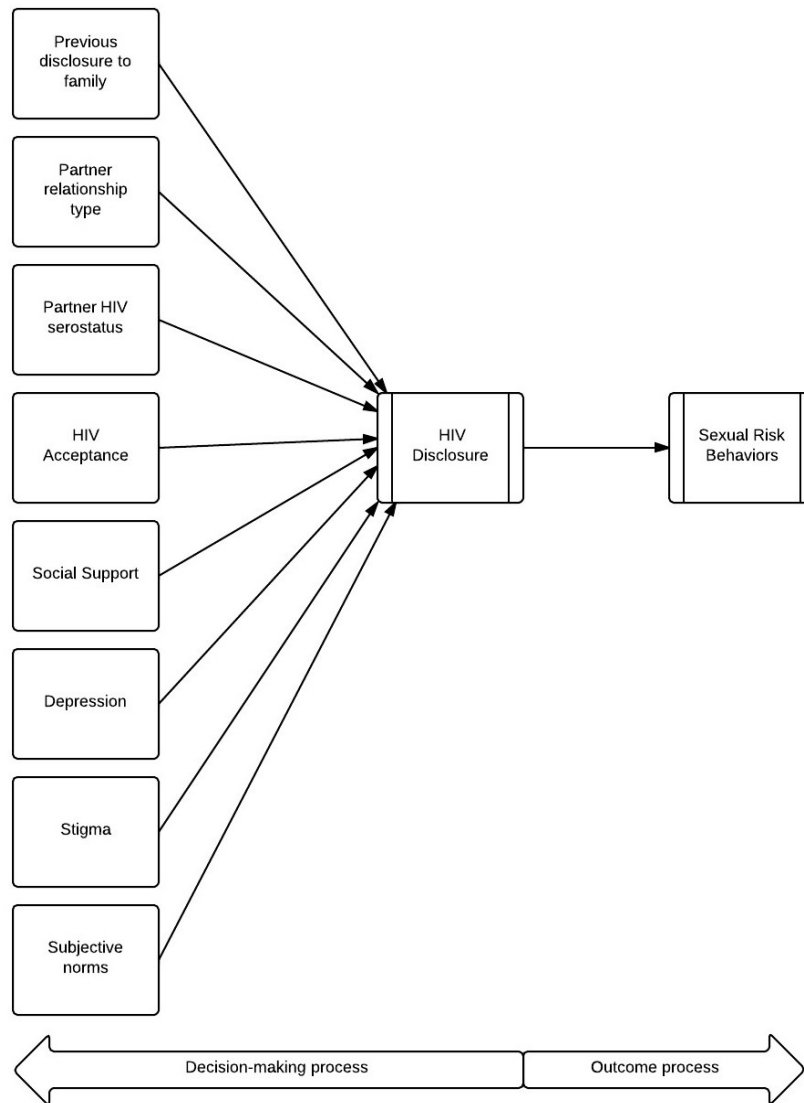 Previous
disclosure to
family
Partner
relationship
type
Partner HIV
serostatus
HIV
Acceptance
Social Support
Depression
Stigma
Subjective
norms
HIV
Disclosure
Sexual Risk
Behaviors
Decision-making process
Outcome process